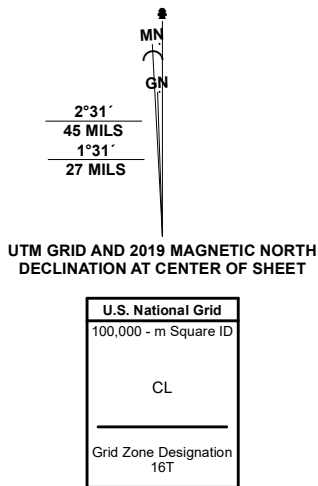 MN
GN
2°31´
45 MILS
1°31´
27 MILS
UTM GRID AND 2019 MAGNETIC NORTH
DECLINATION AT CENTER OF SHEET
U.S. National Grid
100,000 - m Square ID
CL
Grid Zone Designation
16T